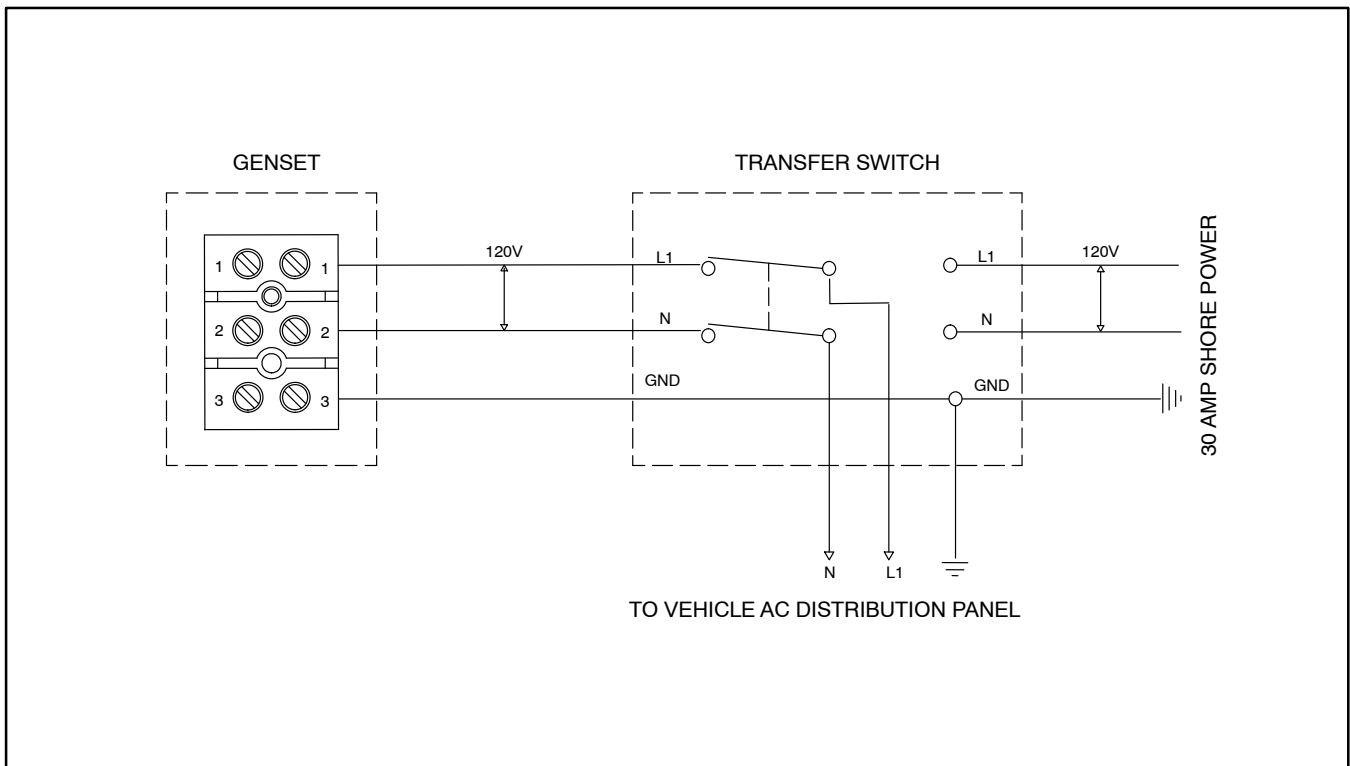 GENSET
TRANSFER SWITCH
1 1
2 2
3 3
120V
L1
N
GND
L1
N
GND
120V
30 AMP SHORE POWER
N L1
TO VEHICLE AC DISTRIBUTION PANEL